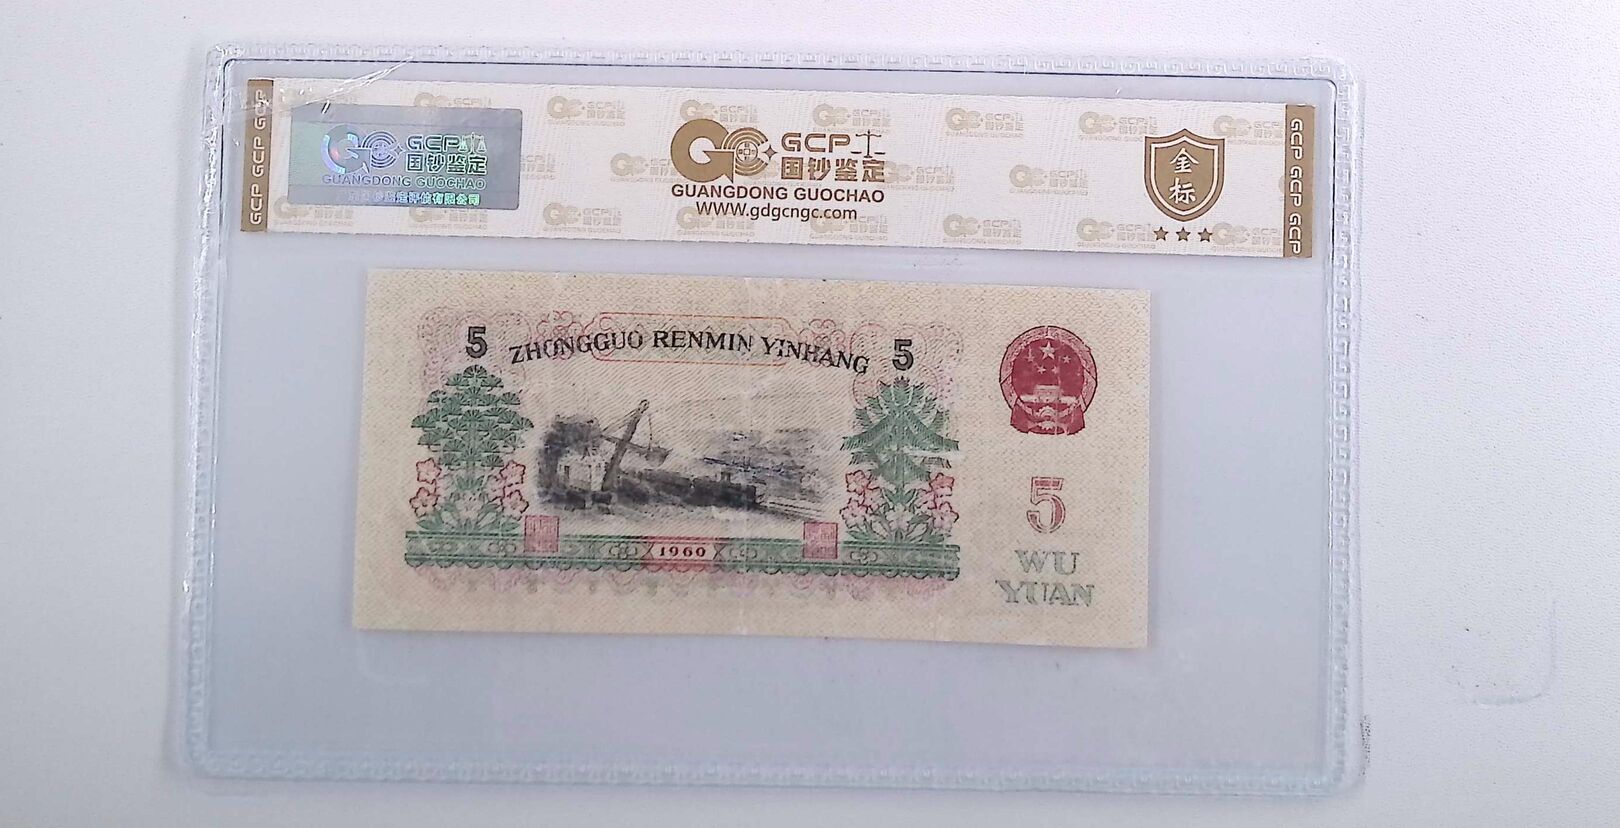 GCP GCP GCP
GCP
国钞鉴定
GUANGDONG GUOCHAO
GCP
国钞鉴定
GUANGDONG GUOCHAO
WWW.gdgcngc.com
金
标
GCP GCP GCP
5 ZHONGGUO RENMIN YINHANG 5
5
1960
WU
YUAN